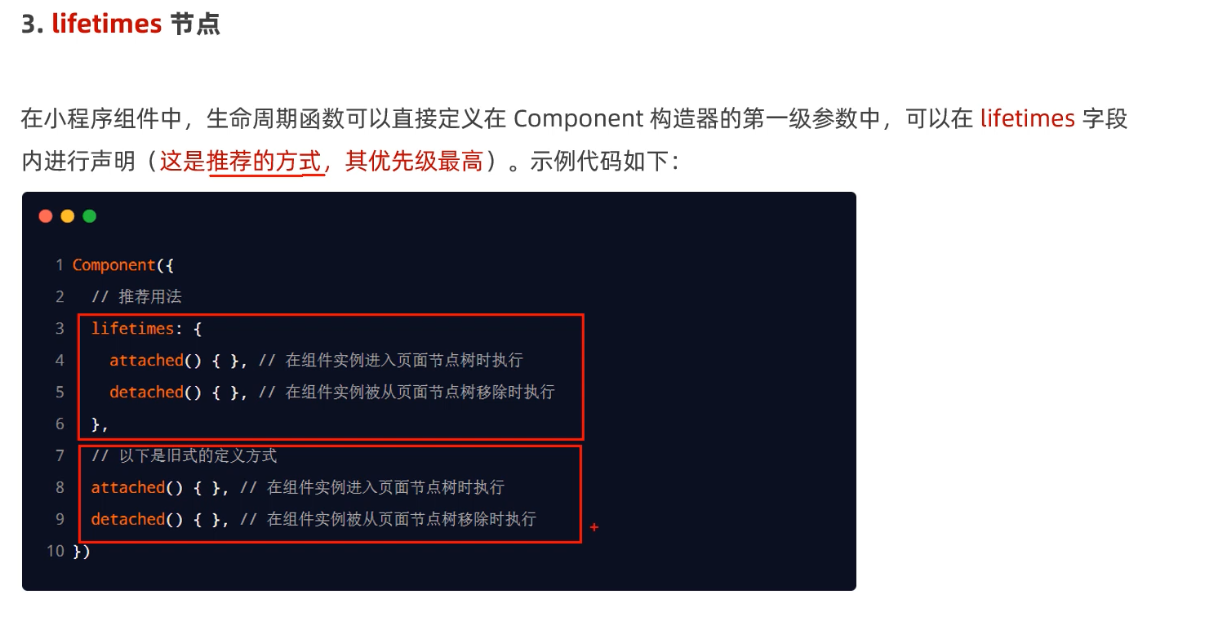 3. lifetimes 节点
在小程序组件中，生命周期函数可以直接定义在 Component 构造器的第一级参数中，可以在 lifetimes 字段
内进行声明（这是推荐的方式，其优先级最高）。示例代码如下：
1 Component({
2 // 推荐用法
3 lifetimes: {
4 attached() { }, // 在组件实例进入页面节点树时执行
5 detached() { }, // 在组件实例被从页面节点树移除时执行
6 },
7 // 以下是旧式的定义方式
8 attached() { }, // 在组件实例进入页面节点树时执行
9 detached() { }, // 在组件实例被从页面节点树移除时执行
10 })